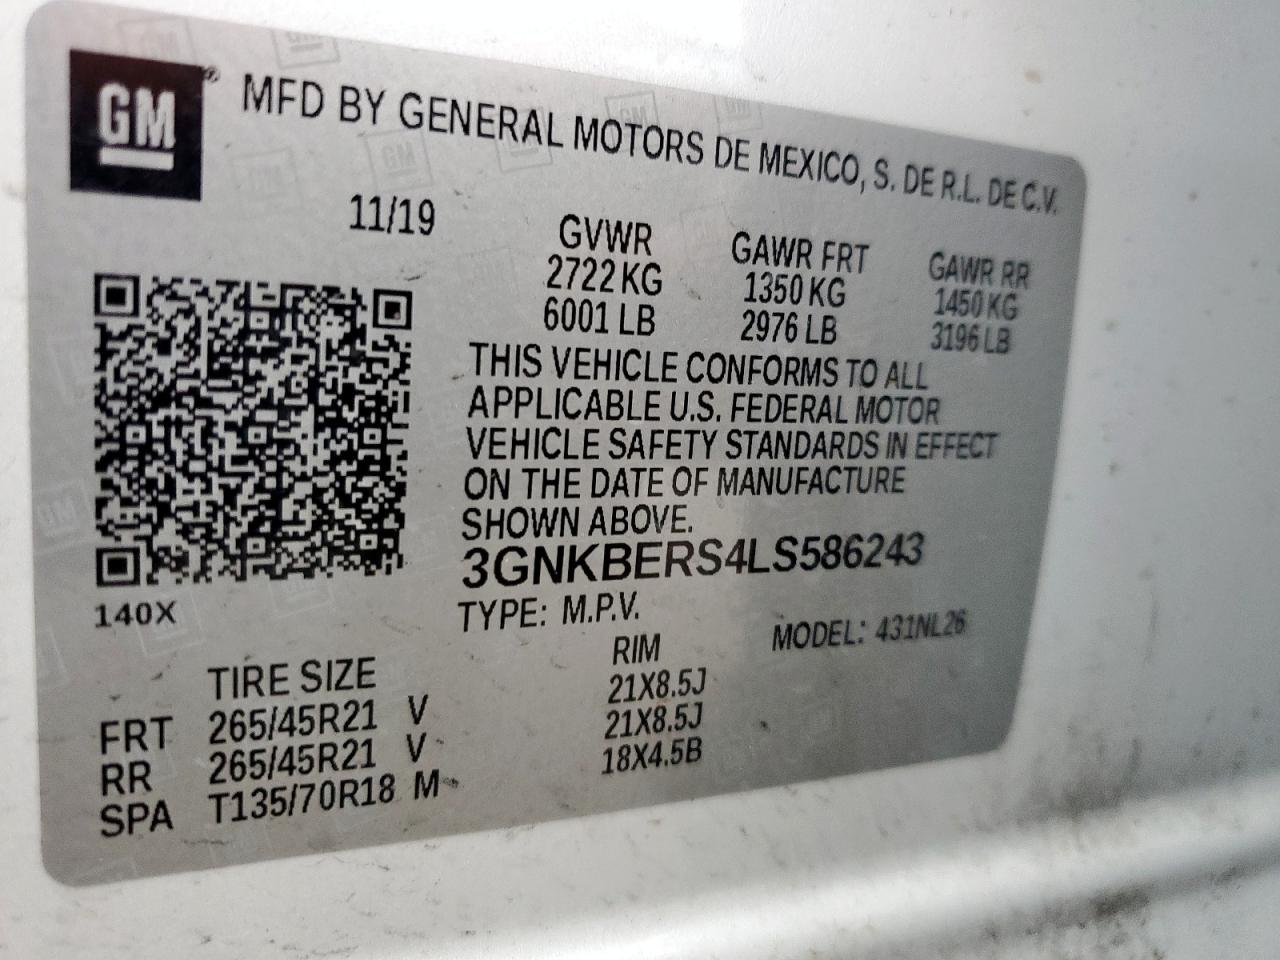 GM ® MFD BY GENERAL MOTORS DE MEXICO, S. DE R.L. DE C.V.
11/19
GVWR GAWR FRT GAWR RR
2722 KG 1350 KG 1450 KG
6001 LB 2976 LB 3196 LB
THIS VEHICLE CONFORMS TO ALL
APPLICABLE U.S. FEDERAL MOTOR
VEHICLE SAFETY STANDARDS IN EFFECT
ON THE DATE OF MANUFACTURE
SHOWN ABOVE.
3GNKBERS4LS586243
140X
TYPE: M.P.V. MODEL: 431NL26
TIRE SIZE RIM
FRT 265/45R21 V 21X8.5J
RR 265/45R21 V 21X8.5J
SPA T135/70R18 M 18X4.5B